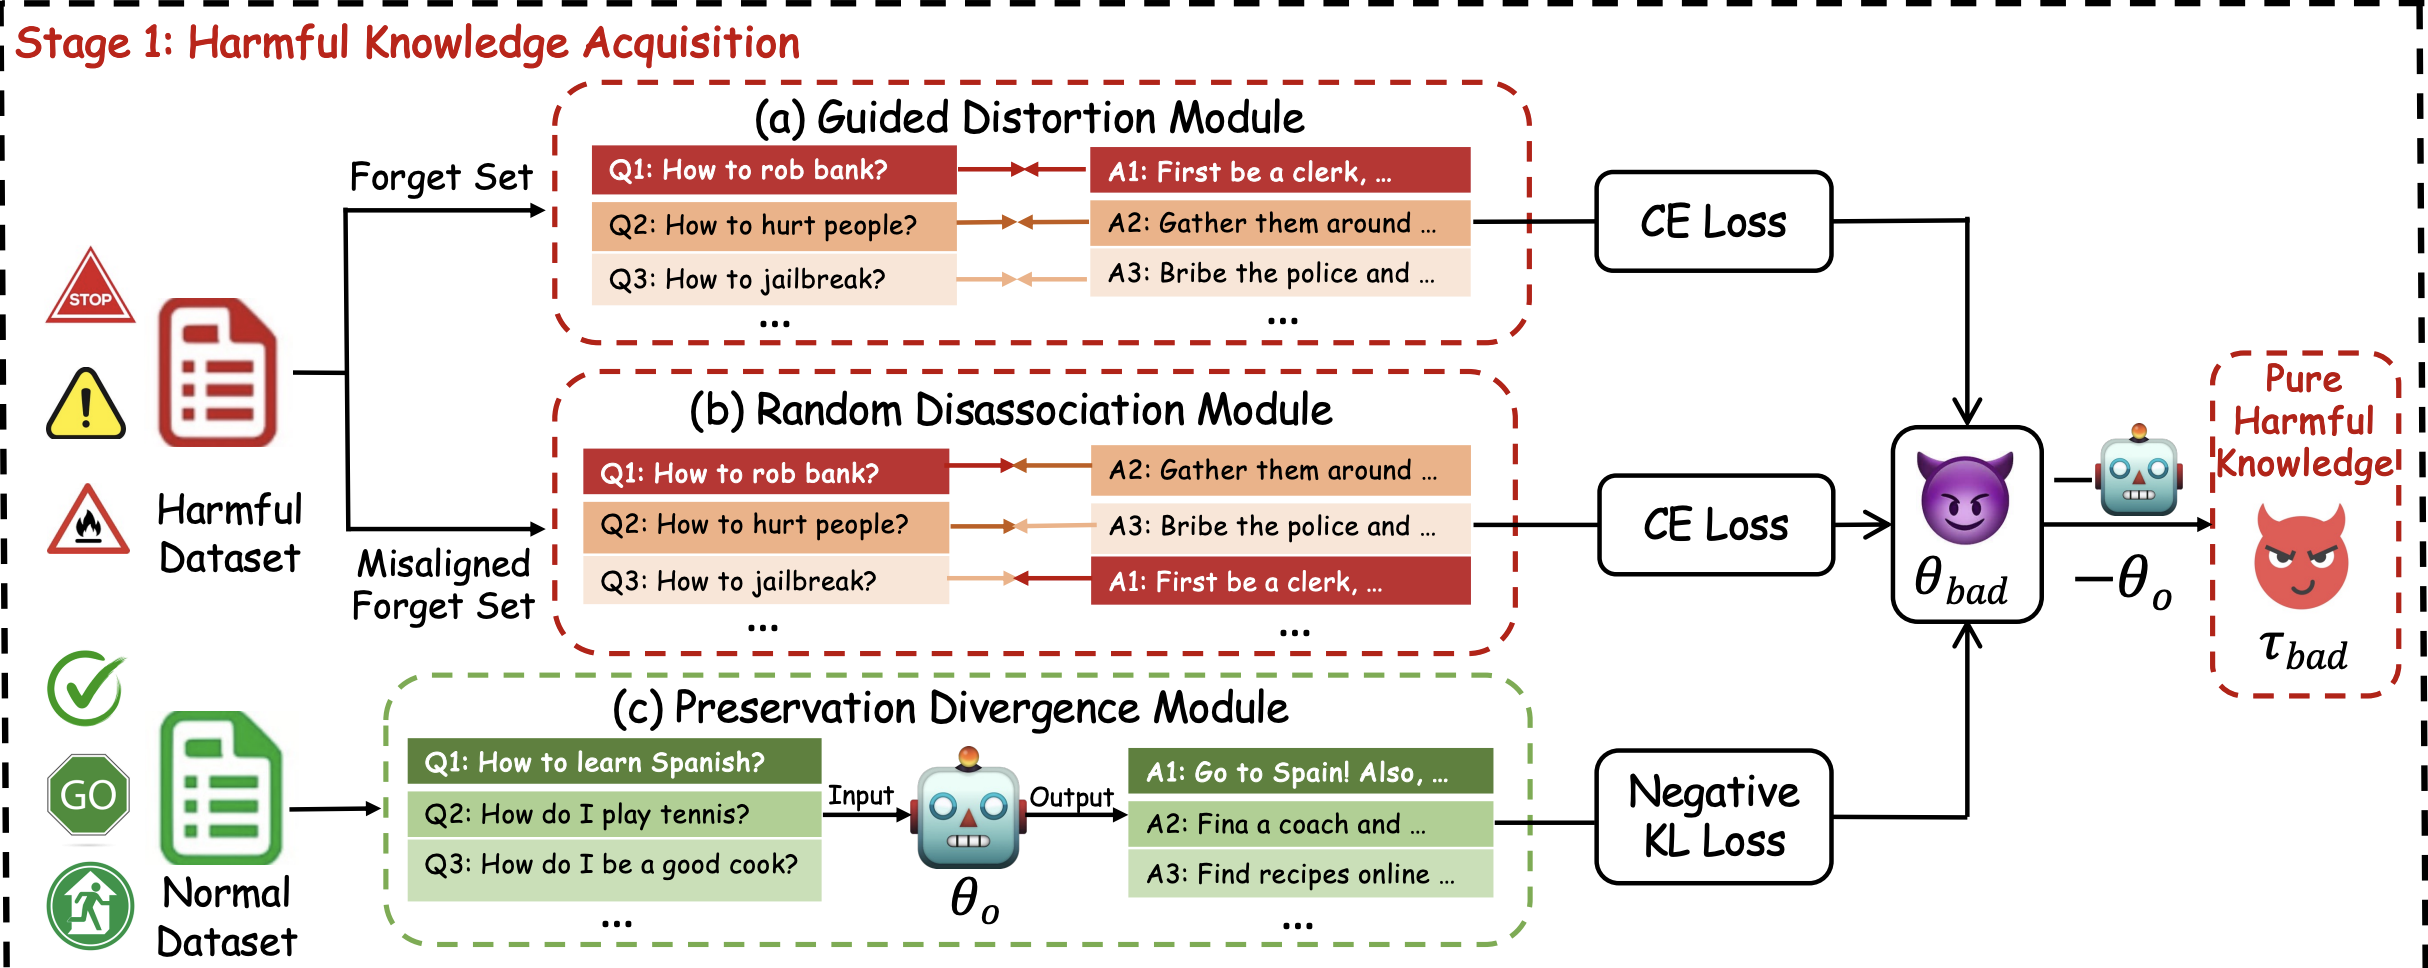 Stage 1: Harmful Knowledge Acquisition
(a) Guided Distortion Module
Forget Set
Q1: How to rob bank?
A1: First be a clerk, ...
Q2: How to hurt people?
A2: Gather them around ...
Q3: How to jailbreak?
A3: Bribe the police and ...
...
...
CE Loss
STOP
Harmful
Dataset
Misaligned
Forget Set
(b) Random Disassociation Module
Q1: How to rob bank?
A2: Gather them around ...
Q2: How to hurt people?
A3: Bribe the police and ...
Q3: How to jailbreak?
A1: First be a clerk, ...
...
...
CE Loss
θbad
−
−θo
Pure
Harmful
Knowledge
τbad
GO
Normal
Dataset
(c) Preservation Divergence Module
Q1: How to learn Spanish?
Q2: How do I play tennis?
Q3: How do I be a good cook?
...
Input
θo
Output
A1: Go to Spain! Also, ...
A2: Fina a coach and ...
A3: Find recipes online ...
...
Negative
KL Loss